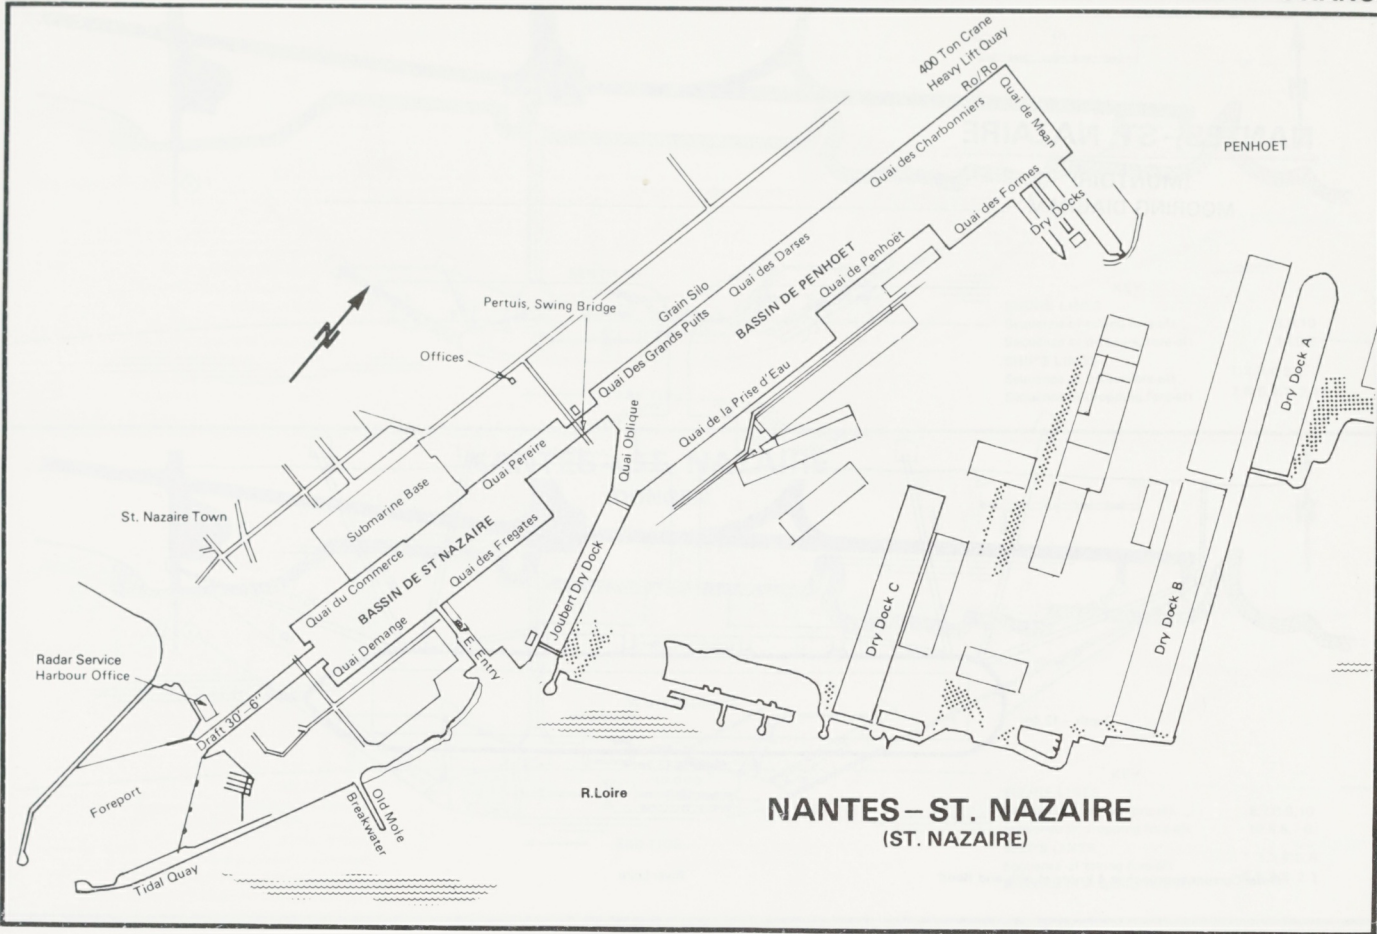 400 Ton Crane
Heavy Lift Quay
Ro/Ro
Quai de Mean
PENHOET
Quai des Charbonniers
Quai des Formes
Dry Docks
Quai des Darses
BASSIN DE PENHOET
Quai de Penhoët
Grain Silo
Quai Des Grands Puits
Pertuis, Swing Bridge
N
Offices
Quai de la Prise d'Eau
Quai Oblique
Dry Dock A
Quai Pereire
Submarine Base
St. Nazaire Town
BASSIN DE ST NAZAIRE
Quai des Fregates
Quai du Commerce
Quai Demange
E. Entry
Joubert Dry Dock
Dry Dock C
Dry Dock B
Radar Service
Harbour Office
Draft 30'–6"
Foreport
Old Mole
Breakwater
Tidal Quay
R.Loire
NANTES–ST. NAZAIRE
(ST. NAZAIRE)